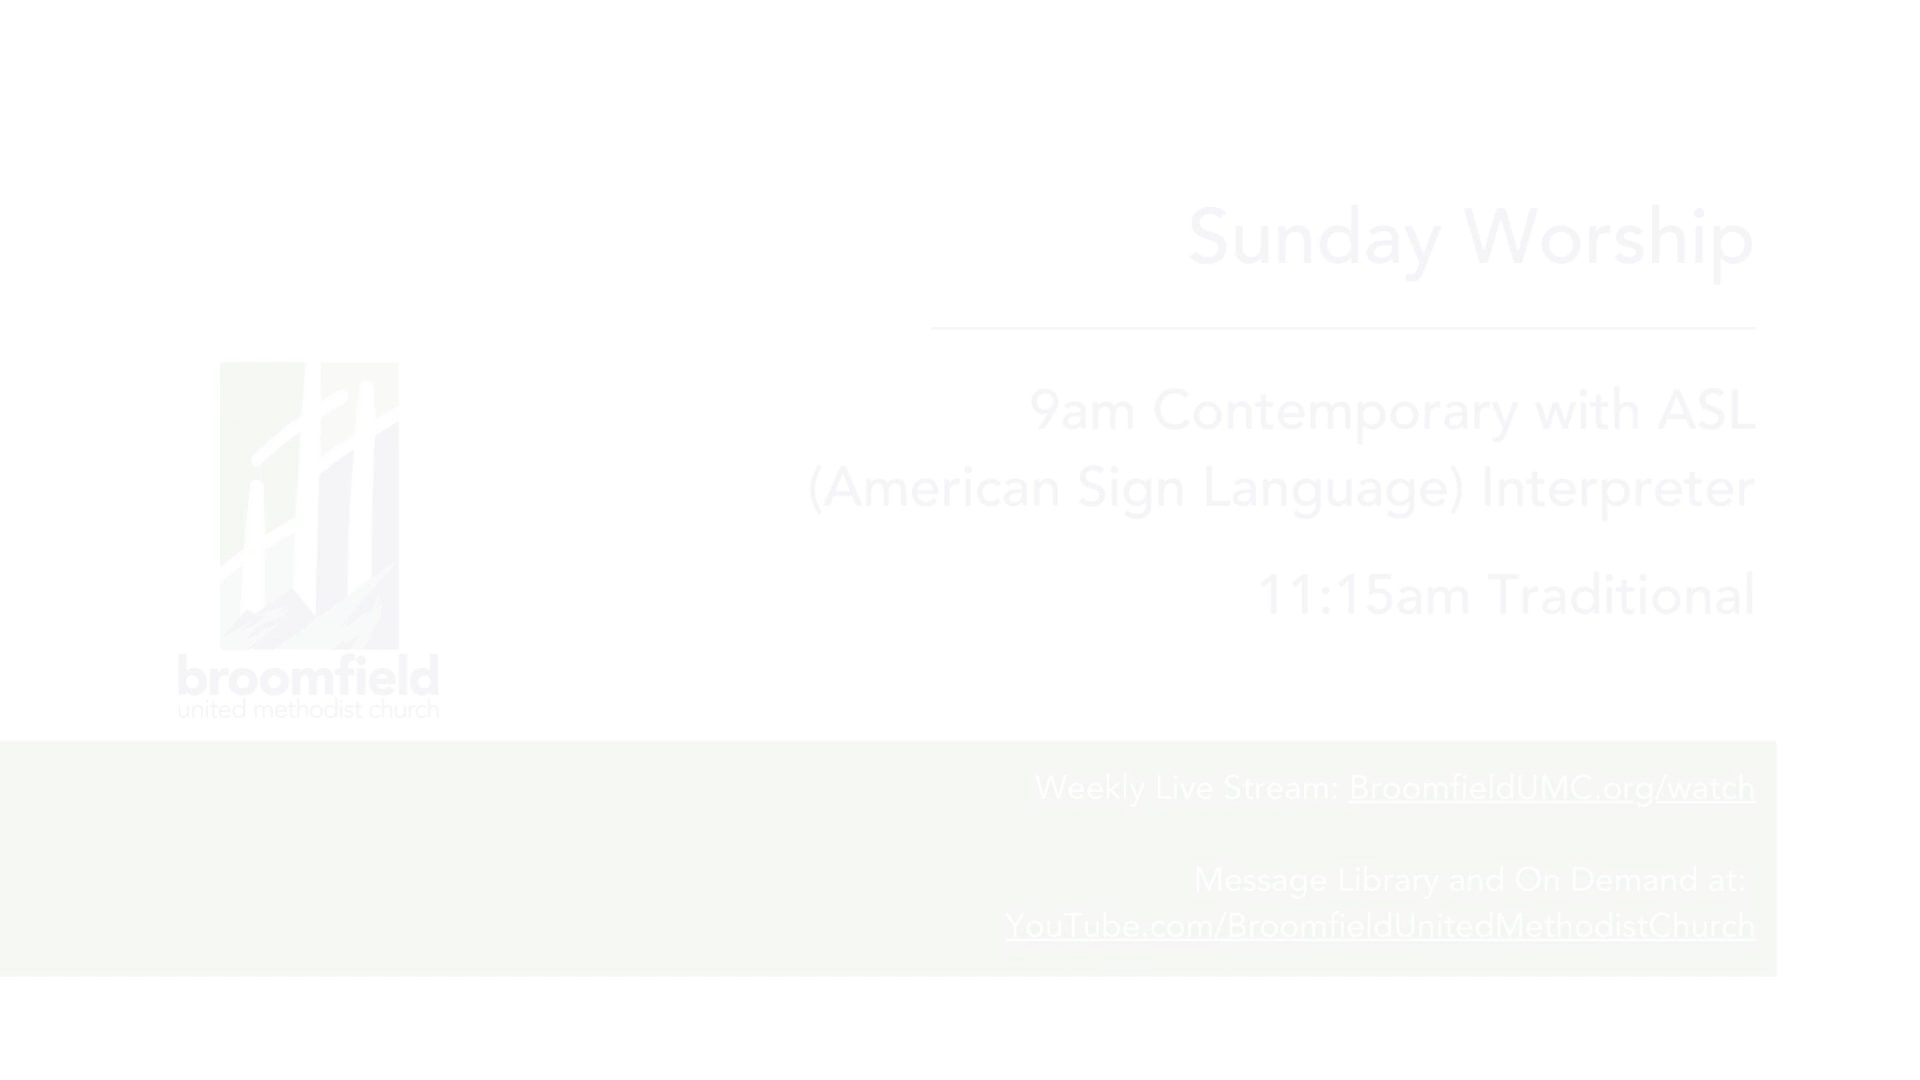 Sunday Worship
9am Contemporary with ASL
(American Sign Language) Interpreter
11:15am Traditional
broomfield
united methodist church
Weekly Live Stream: BroomfieldUMC.org/watch
Message Library and On Demand at:
YouTube.com/BroomfieldUnitedMethodistChurch